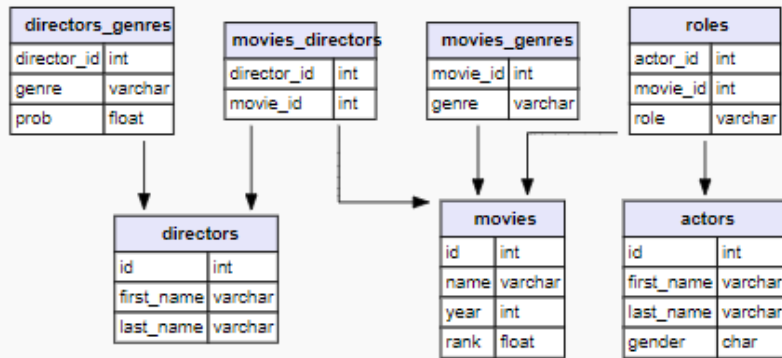 directors_genres
director_id int
genre varchar
prob float
movies_directors
director_id int
movie_id int
movies_genres
movie_id int
genre varchar
roles
actor_id int
movie_id int
role varchar
directors
id int
first_name varchar
last_name varchar
movies
id int
name varchar
year int
rank float
actors
id int
first_name varchar
last_name varchar
gender char